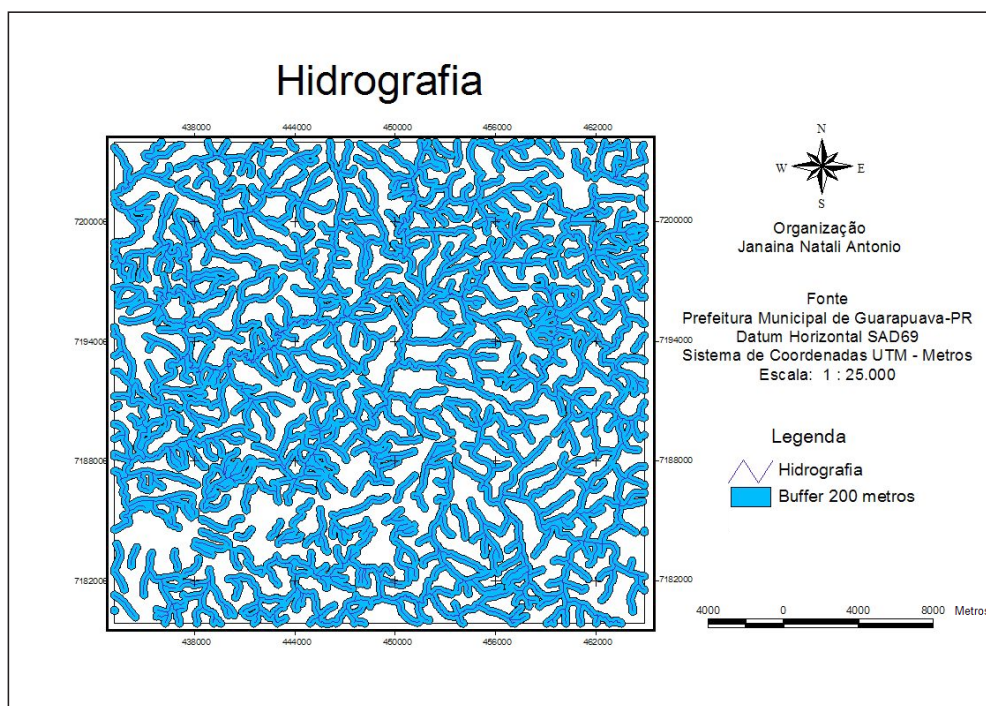 Hidrografia
438000 444000 450000 456000 462000
7200000 7200000
7194000 7194000
7188000 7188000
7182000 7182000
438000 444000 450000 456000 462000
N
W E
S
Organização
Janaina Natali Antonio
Fonte
Prefeitura Municipal de Guarapuava-PR
Datum Horizontal SAD69
Sistema de Coordenadas UTM - Metros
Escala: 1 : 25.000
Legenda
Hidrografia
Buffer 200 metros
4000 0 4000 8000 Metros